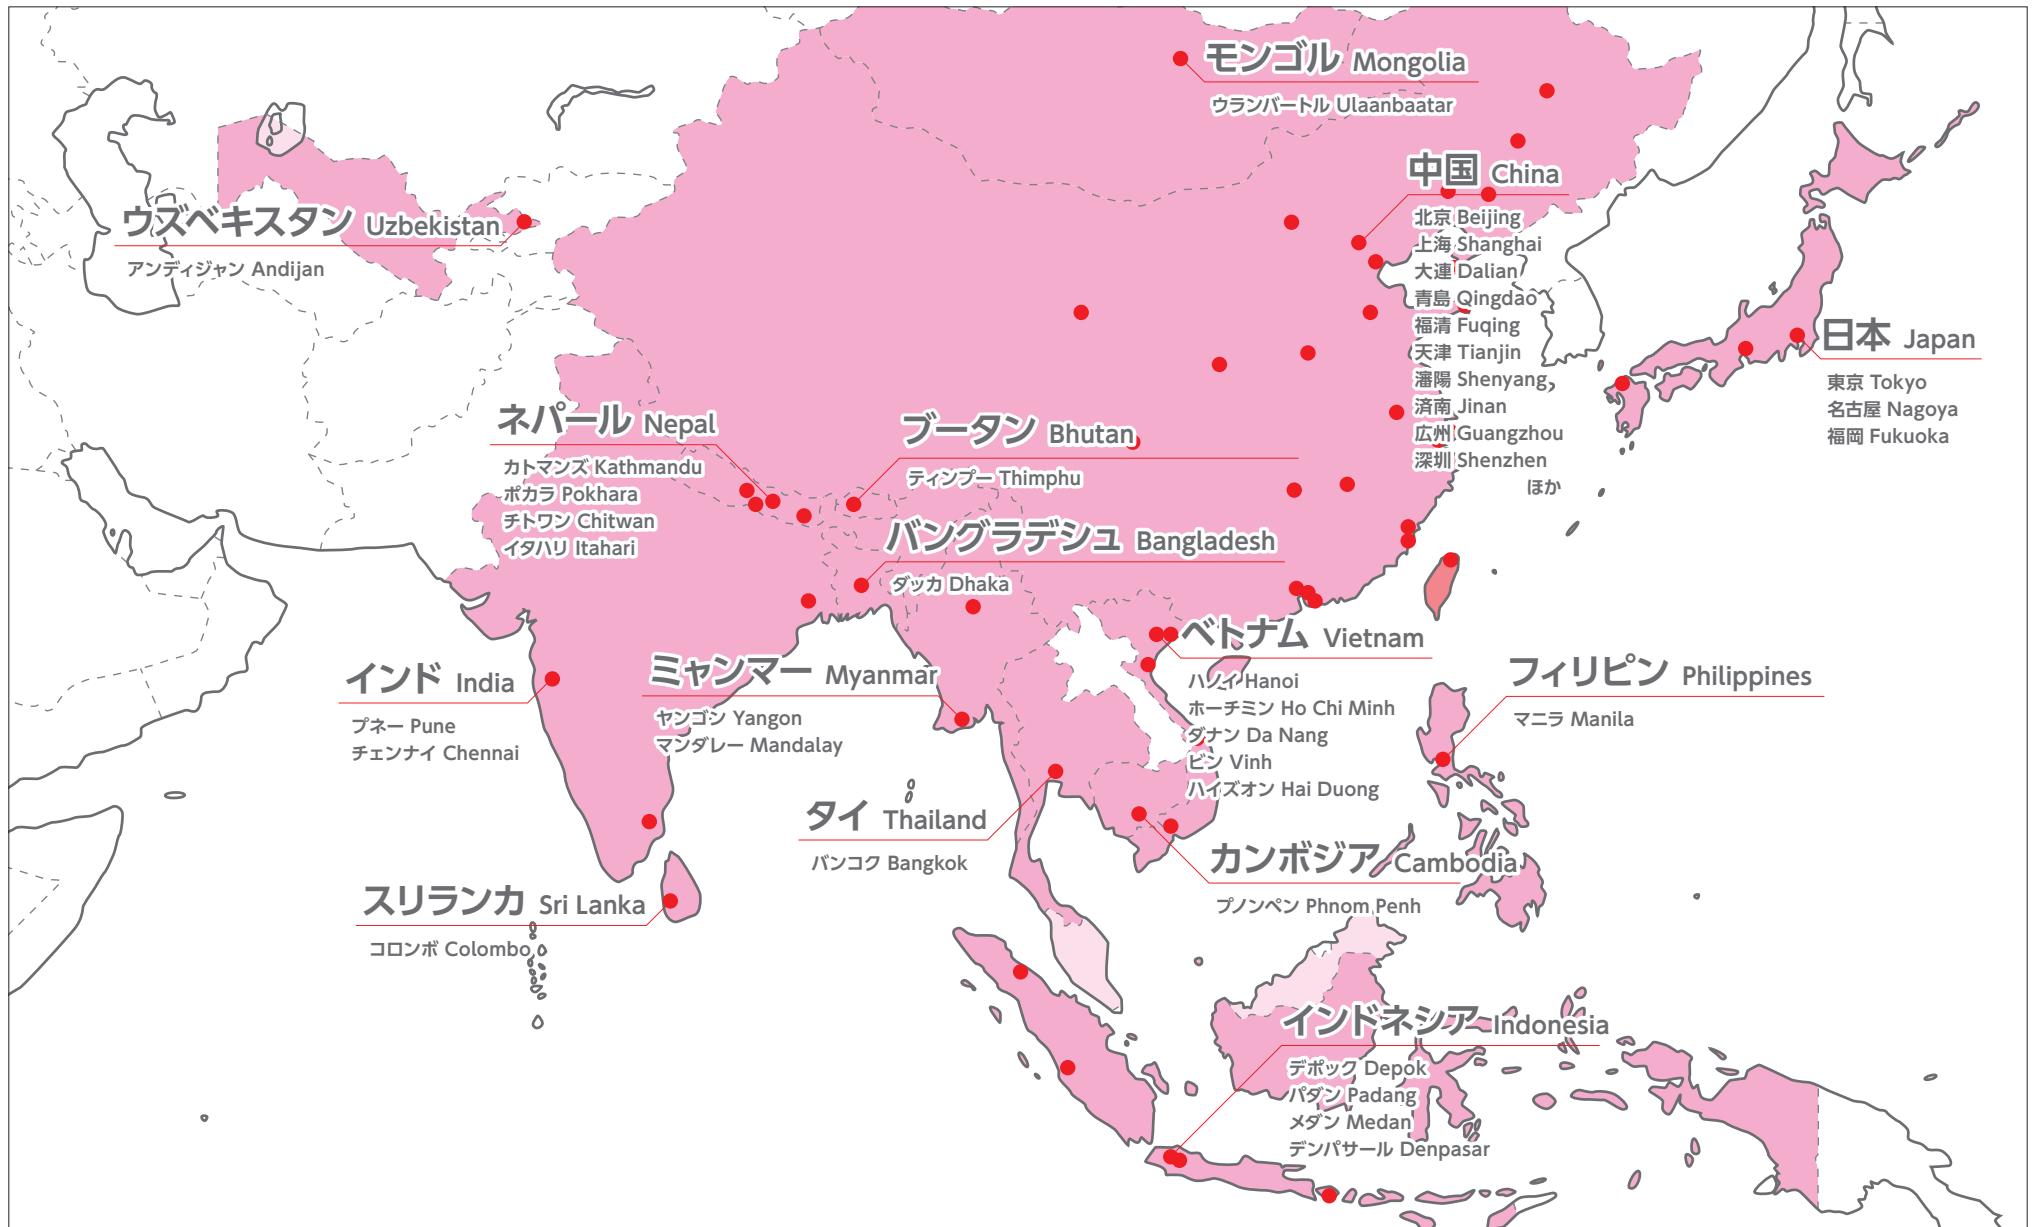 モンゴル Mongolia
ウランバートル Ulaanbaatar
中国 China
北京 Beijing
上海 Shanghai
大連 Dalian
青島 Qingdao
福清 Fuqing
天津 Tianjin
瀋陽 Shenyang
済南 Jinan
広州 Guangzhou
深圳 Shenzhen
ほか
ウズベキスタン Uzbekistan
アンディジャン Andijan
日本 Japan
東京 Tokyo
名古屋 Nagoya
福岡 Fukuoka
ネパール Nepal
カトマンズ Kathmandu
ポカラ Pokhara
チトワン Chitwan
イタハリ Itahari
ブータン Bhutan
ティンプー Thimphu
バングラデシュ Bangladesh
ダッカ Dhaka
ベトナム Vietnam
ハノイ Hanoi
ホーチミン Ho Chi Minh
ダナン Da Nang
ビン Vinh
ハイズオン Hai Duong
インド India
プネー Pune
チェンナイ Chennai
ミャンマー Myanmar
ヤンゴン Yangon
マンダレー Mandalay
フィリピン Philippines
マニラ Manila
タイ Thailand
バンコク Bangkok
カンボジア Cambodia
プノンペン Phnom Penh
スリランカ Sri Lanka
コロンボ Colombo
インドネシア Indonesia
デポック Depok
パダン Padang
メダン Medan
デンパサール Denpasar